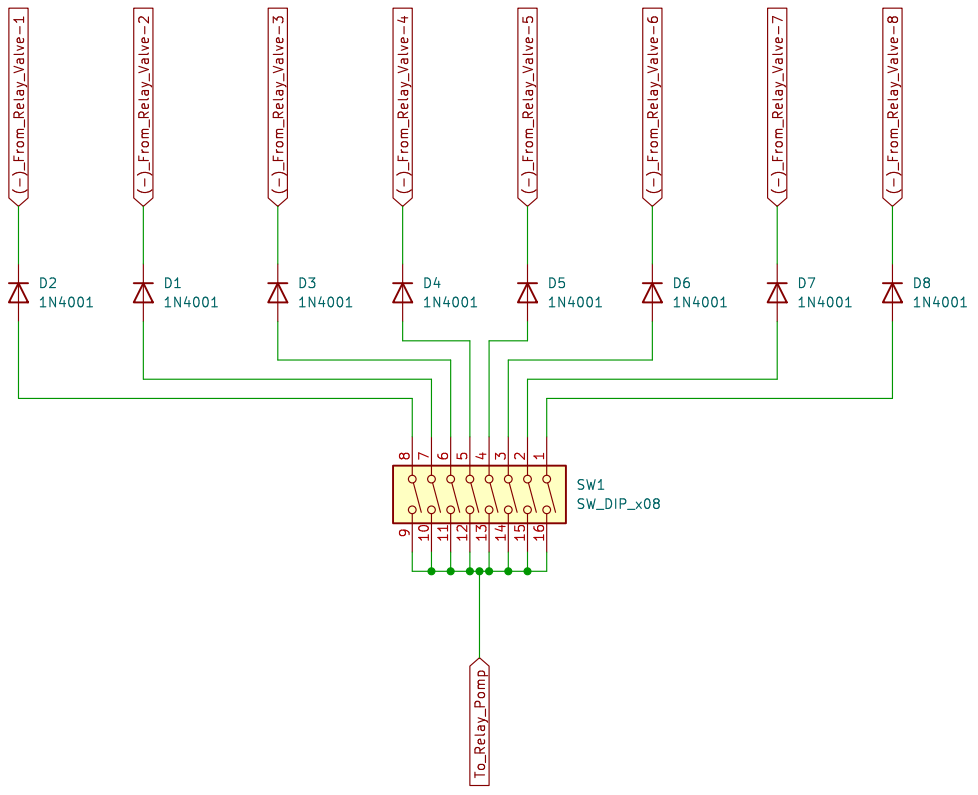 (-)_From_Relay_Valve-1
(-)_From_Relay_Valve-2
(-)_From_Relay_Valve-3
(-)_From_Relay_Valve-4
(-)_From_Relay_Valve-5
(-)_From_Relay_Valve-6
(-)_From_Relay_Valve-7
(-)_From_Relay_Valve-8
D2
1N4001
D1
1N4001
D3
1N4001
D4
1N4001
D5
1N4001
D6
1N4001
D7
1N4001
D8
1N4001
8
7
6
5
4
3
2
1
SW1
SW_DIP_x08
9
10
11
12
13
14
15
16
To_Relay_Pomp